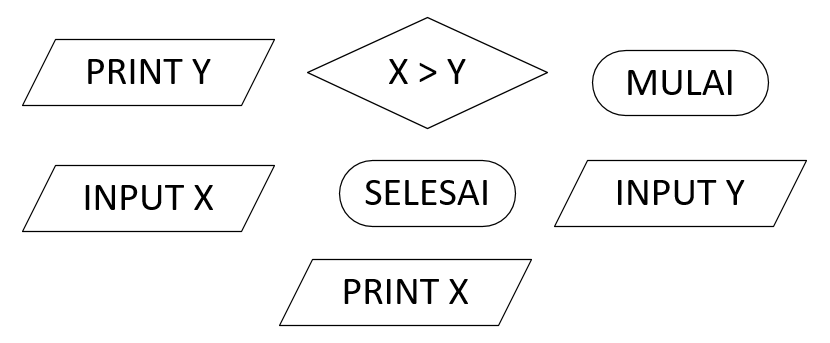 PRINT Y
X > Y
MULAI
INPUT X
SELESAI
INPUT Y
PRINT X